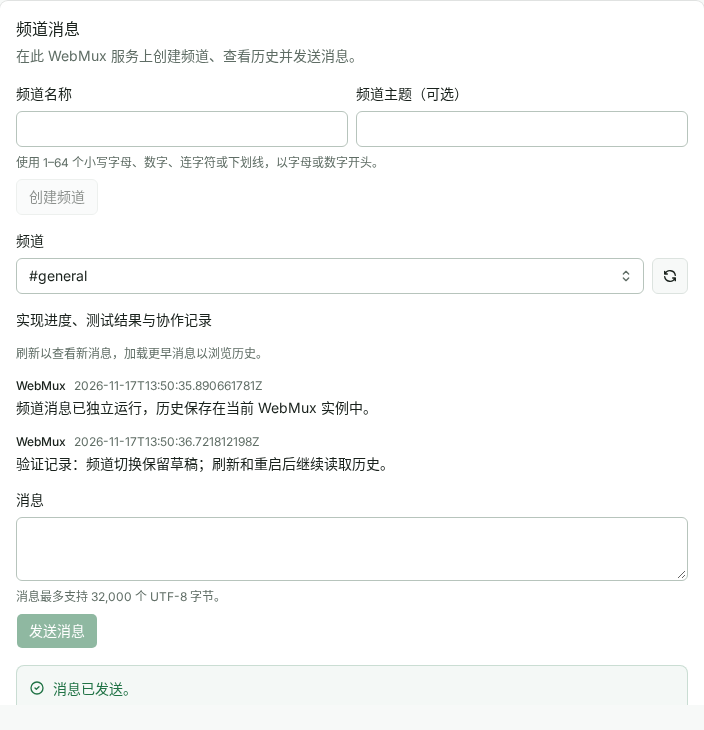 频道消息
在此 WebMux 服务上创建频道、查看历史并发送消息。
频道名称
频道主题（可选）
使用 1–64 个小写字母、数字、连字符或下划线，以字母或数字开头。
创建频道
频道
#general
实现进度、测试结果与协作记录
刷新以查看新消息，加载更早消息以浏览历史。
WebMux 2026-11-17T13:50:35.890661781Z
频道消息已独立运行，历史保存在当前 WebMux 实例中。
WebMux 2026-11-17T13:50:36.721812198Z
验证记录：频道切换保留草稿；刷新和重启后继续读取历史。
消息
消息最多支持 32,000 个 UTF-8 字节。
发送消息
消息已发送。